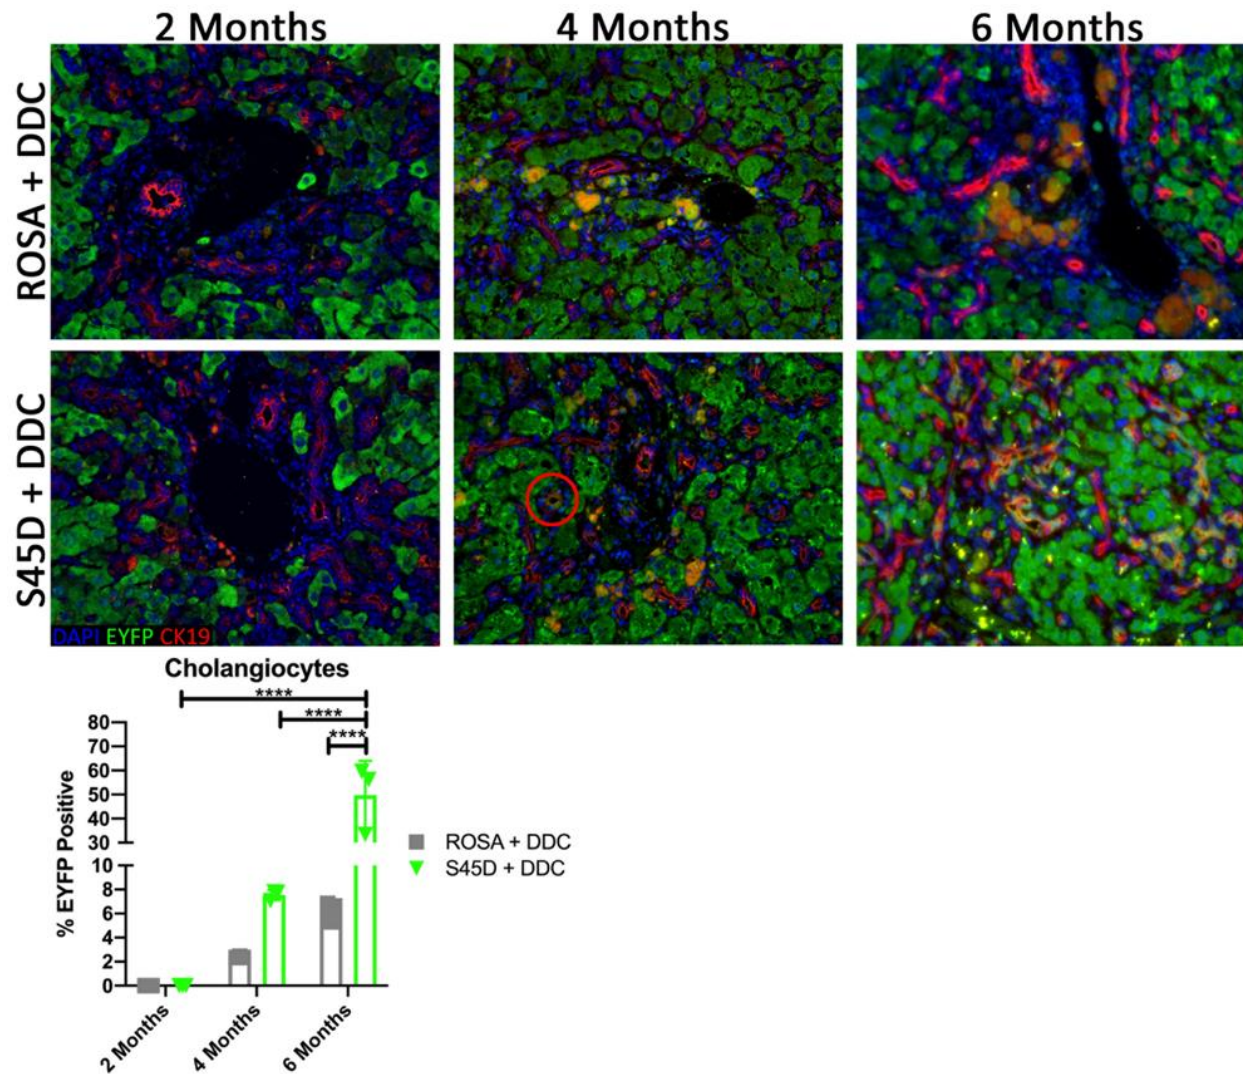 2 Months 4 Months 6 Months
ROSA + DDC
S45D + DDC
DAPI EYFP CK19
Cholangiocytes
****
****
****
% EYFP Positive
80
70
60
50
40
30
10
8
6
4
2
0
2 Months
4 Months
6 Months
ROSA + DDC
S45D + DDC